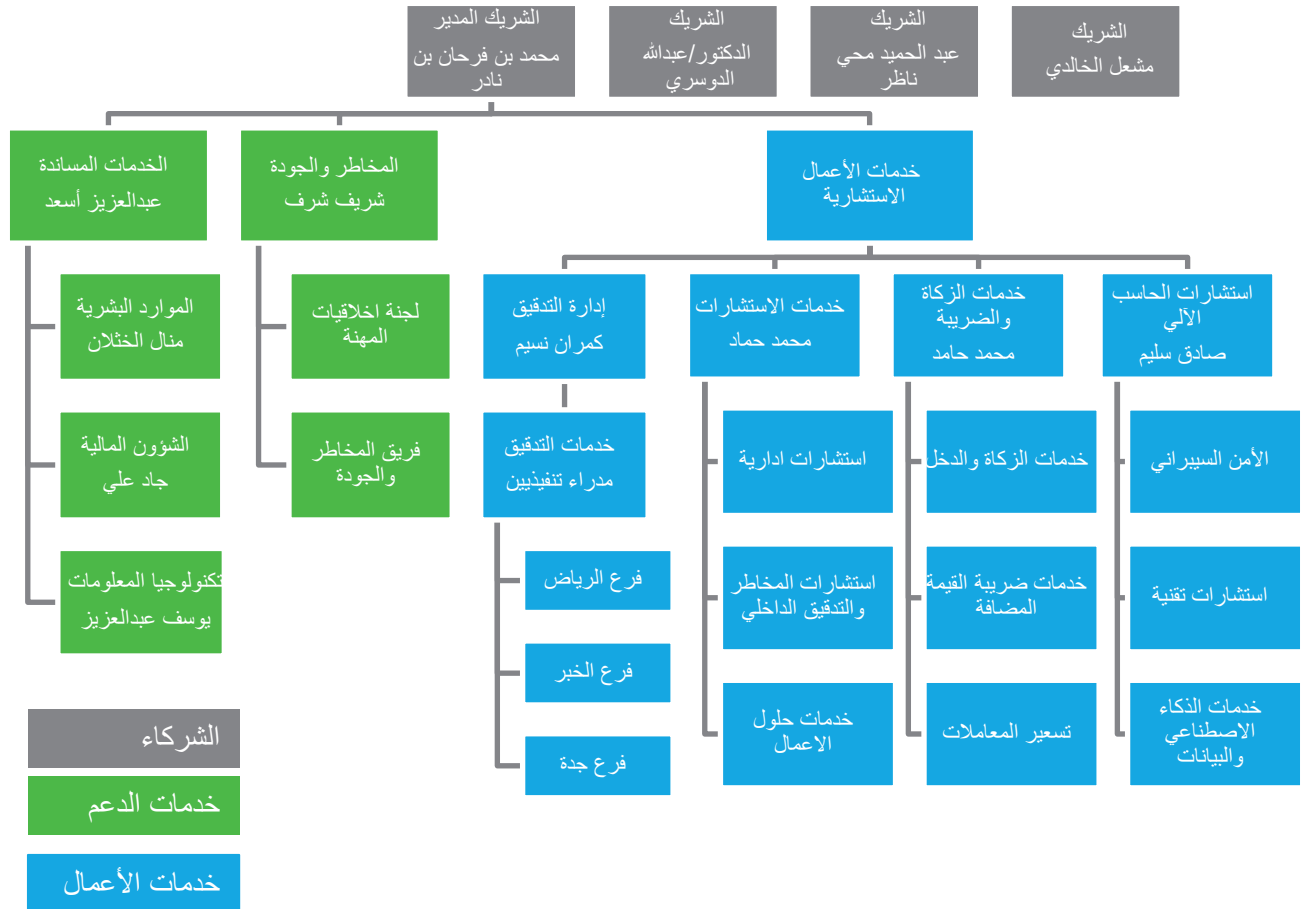 الشريك
مشعل الخالدي
الشريك
عبد الحميد محي
ناظر
الشريك
الدكتور/عبدالله
الدوسري
الشريك المدير
محمد بن فرحان بن
نادر
خدمات الأعمال
الاستشارية
المخاطر والجودة
شريف شرف
الخدمات المساندة
عبدالعزيز أسعد
استشارات الحاسب
الآلي
صادق سليم
خدمات الزكاة
والضريبة
محمد حامد
خدمات الاستشارات
محمد حماد
إدارة التدقيق
كمران نسيم
لجنة اخلاقيات
المهنة
الموارد البشرية
منال الخثلان
الأمن السيبراني
خدمات الزكاة والدخل
استشارات ادارية
خدمات التدقيق
مدراء تنفيذيين
فريق المخاطر
والجودة
الشؤون المالية
جاد علي
استشارات تقنية
خدمات ضريبة القيمة
المضافة
استشارات المخاطر
والتدقيق الداخلي
فرع الرياض
تكنولوجيا المعلومات
يوسف عبدالعزيز
فرع الخبر
خدمات الذكاء
الاصطناعي
والبيانات
تسعير المعاملات
خدمات حلول
الاعمال
فرع جدة
الشركاء
خدمات الدعم
خدمات الأعمال